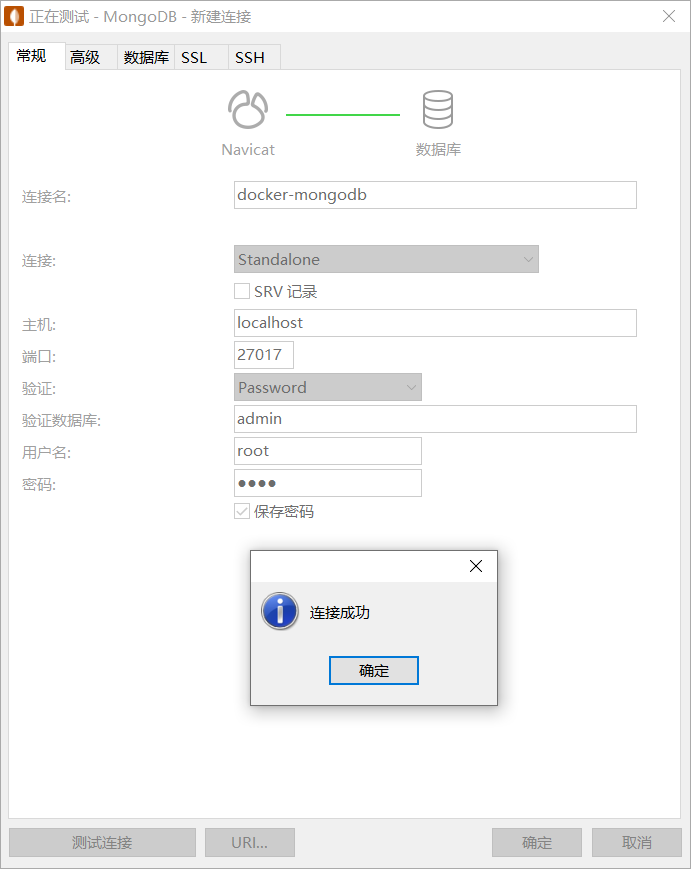 正在测试 - MongoDB - 新建连接
常规 高级 数据库 SSL SSH
Navicat 数据库
连接名: docker-mongodb
连接: Standalone
SRV 记录
主机: localhost
端口: 27017
验证: Password
验证数据库: admin
用户名: root
密码: ●●●●
保存密码
连接成功
确定
测试连接 URI... 确定 取消